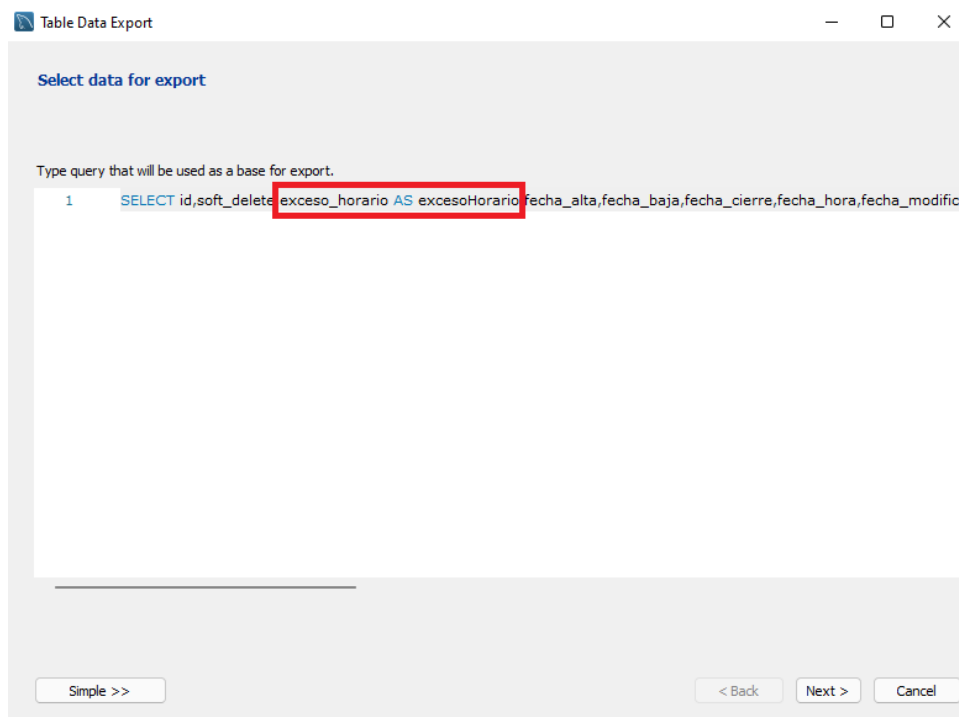 Table Data Export
Select data for export
Type query that will be used as a base for export.
1 SELECT id,soft_delete,exceso_horario AS excesoHorario,fecha_alta,fecha_baja,fecha_cierre,fecha_hora,fecha_modific
Simple >> < Back Next > Cancel